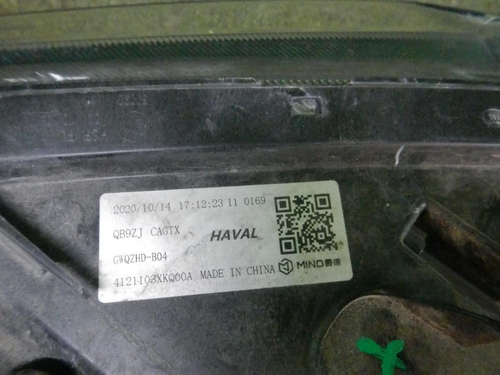 2020/10/14 17:12:23 11 0169
QB9ZJ CAGTX HAVAL
GWQZHD-B04
4121103XKQ00A MADE IN CHINA MIND